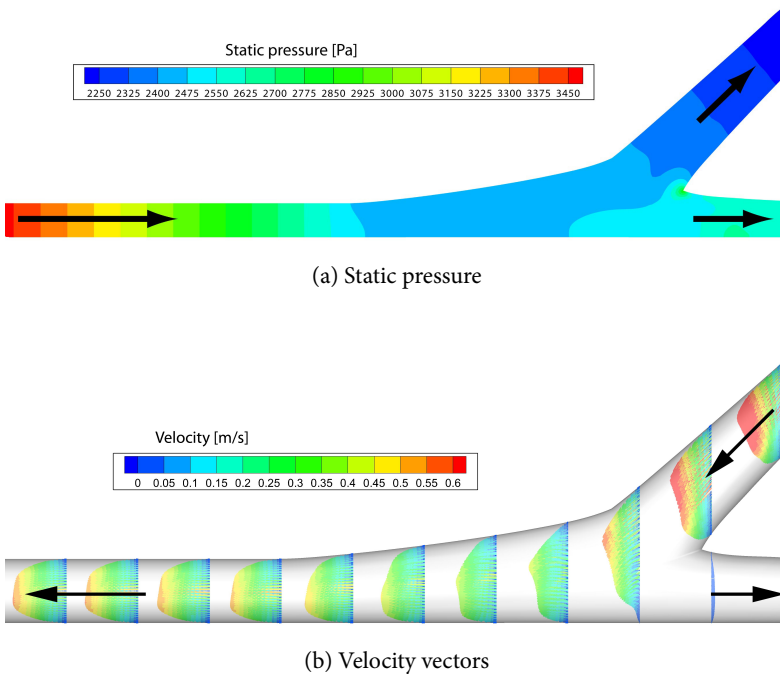 Static pressure [Pa]
2250 2325 2400 2475 2550 2625 2700 2775 2850 2925 3000 3075 3150 3225 3300 3375 3450
(a) Static pressure
Velocity [m/s]
0 0.05 0.1 0.15 0.2 0.25 0.3 0.35 0.4 0.45 0.5 0.55 0.6
(b) Velocity vectors